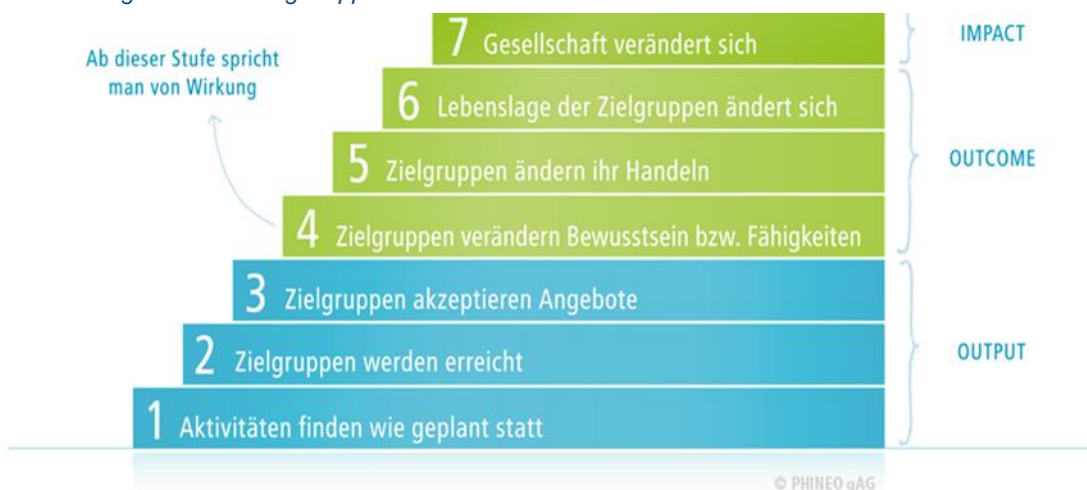 7 Gesellschaft verändert sich
IMPACT
Ab dieser Stufe spricht
man von Wirkung
6 Lebenslage der Zielgruppen ändert sich
5 Zielgruppen ändern ihr Handeln
OUTCOME
4 Zielgruppen verändern Bewusstsein bzw. Fähigkeiten
3 Zielgruppen akzeptieren Angebote
2 Zielgruppen werden erreicht
OUTPUT
1 Aktivitäten finden wie geplant statt
© PHINEO gAG